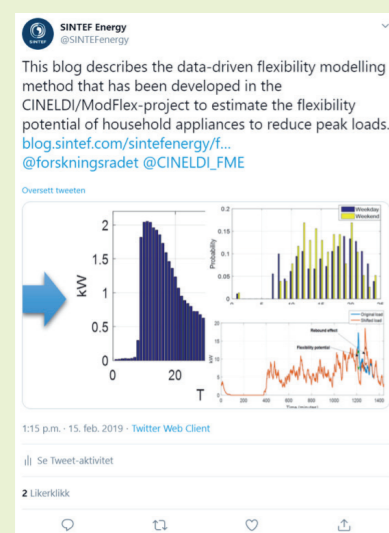 SINTEF
SINTEF Energy
@SINTEFenergy
This blog describes the data-driven flexibility modelling
method that has been developed in the
CINELDI/ModFlex-project to estimate the flexibility
potential of household appliances to reduce peak loads.
blog.sintef.com/sintefenergy/f...
@forskningsradet @CINELDI_FME
Oversett tweeten
2
1.5
1
0.5
0
kW
0 20
T
0.2
0.15
0.1
0.05
0
Probability
Weekday
Weekend
Original load
Shifted load
Rebound effect
Flexibility potential
20
15
10
5
0
kW
0 200 400 600 800 1000 1200 1400
Time (minutes)
1:15 p.m. · 15. feb. 2019 · Twitter Web Client
Se Tweet-aktivitet
2 Likerklikk